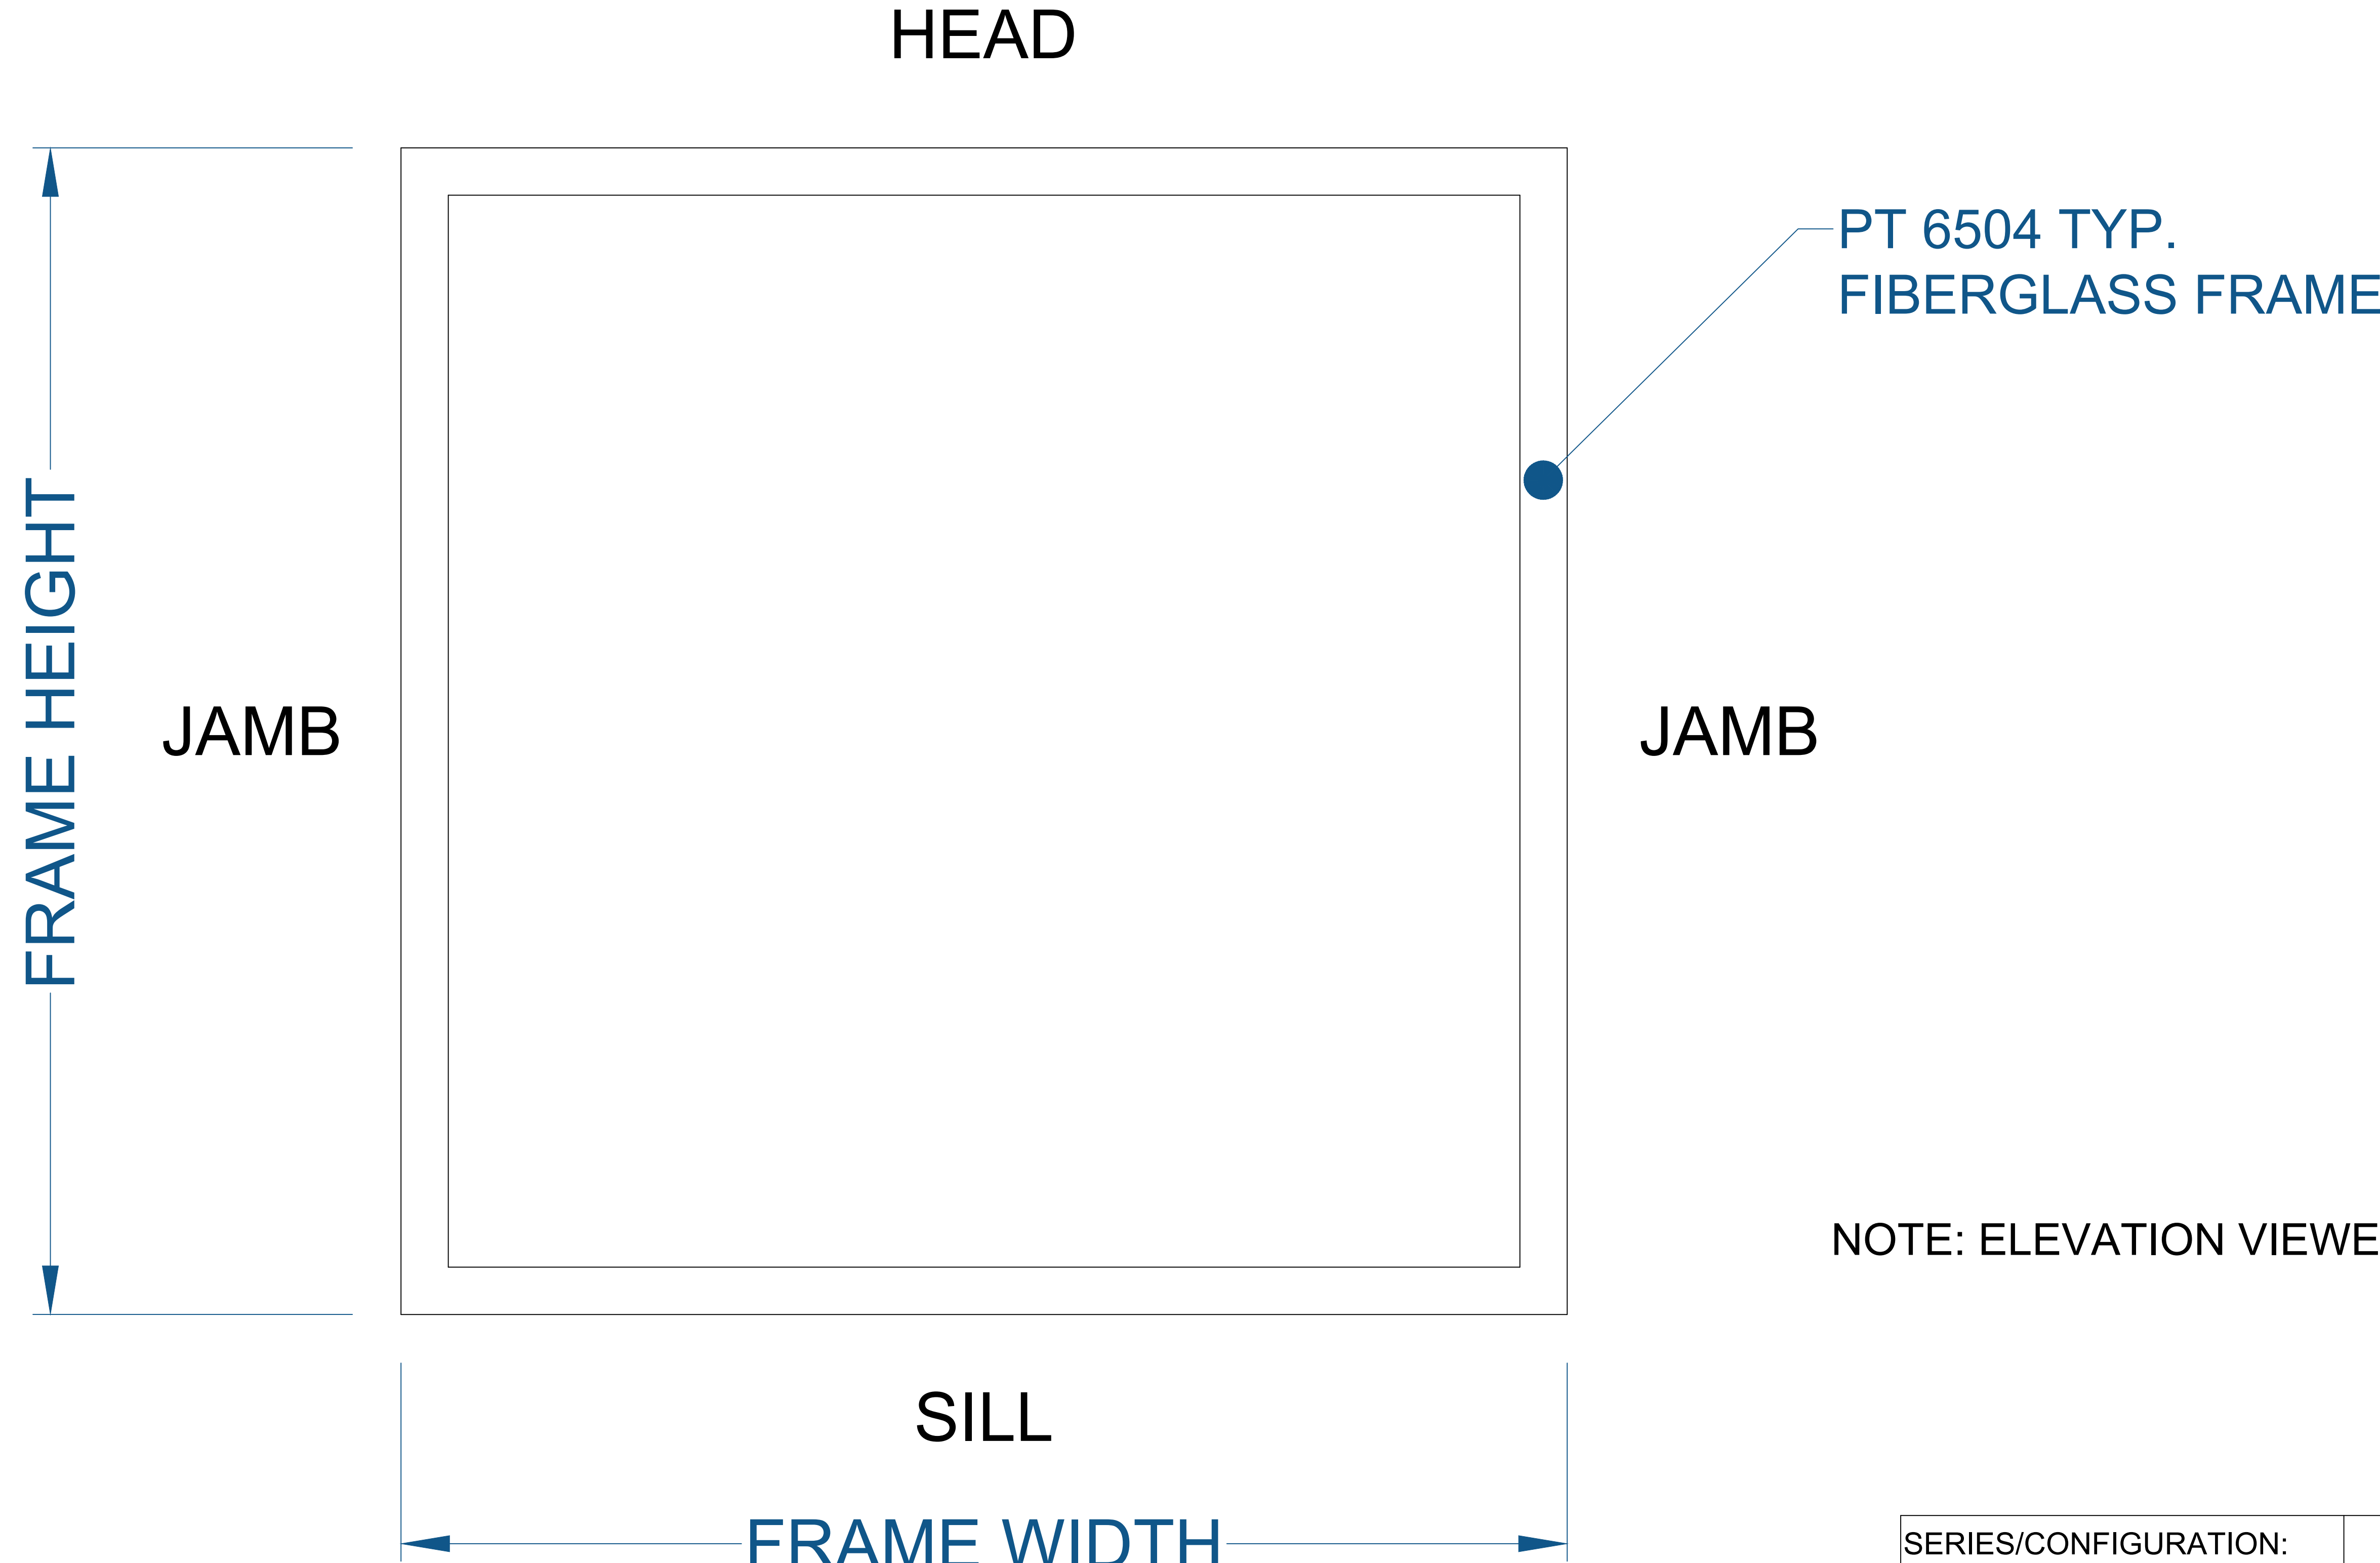 HEAD
PT 6504 TYP.
FIBERGLASS FRAME
FRAME HEIGHT
JAMB
JAMB
NOTE: ELEVATION VIEWE
SILL
FRAME WIDTH
SERIES/CONFIGURATION: